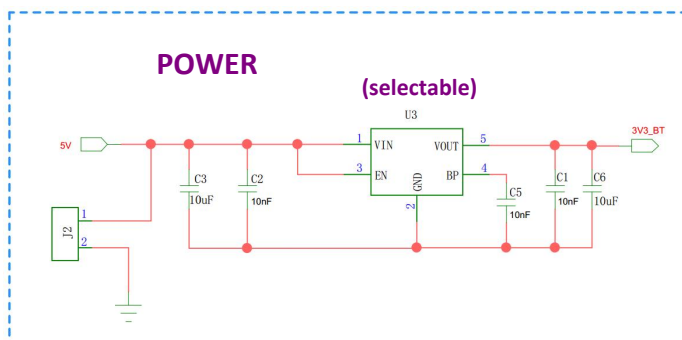 POWER
(selectable)
U3
5V
1
VIN
VOUT
5
3V3_BT
3
EN
GND
BP
4
2
C3
10uF
C2
10nF
C5
10nF
C1
10nF
C6
10uF
J2
1
2